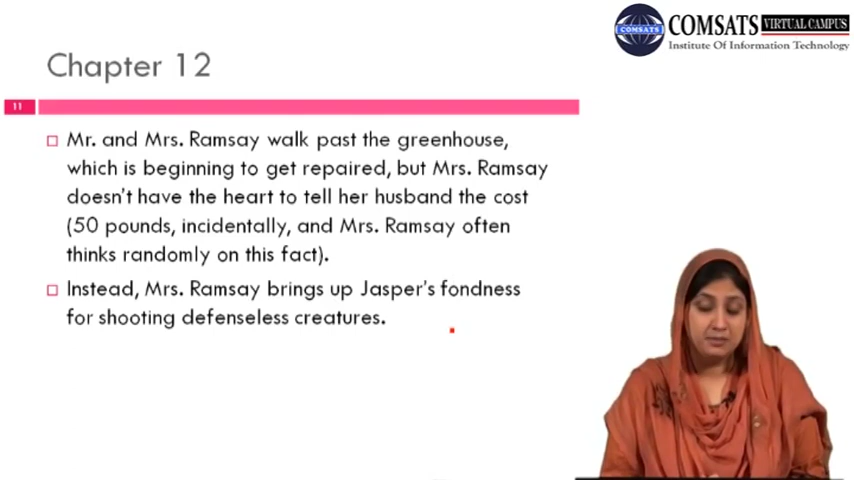 COMSATS
COMSATS VIRTUAL CAMPUS
Institute Of Information Technology
Chapter 12
11
Mr. and Mrs. Ramsay walk past the greenhouse,
which is beginning to get repaired, but Mrs. Ramsay
doesn't have the heart to tell her husband the cost
(50 pounds, incidentally, and Mrs. Ramsay often
thinks randomly on this fact).
Instead, Mrs. Ramsay brings up Jasper's fondness
for shooting defenseless creatures.